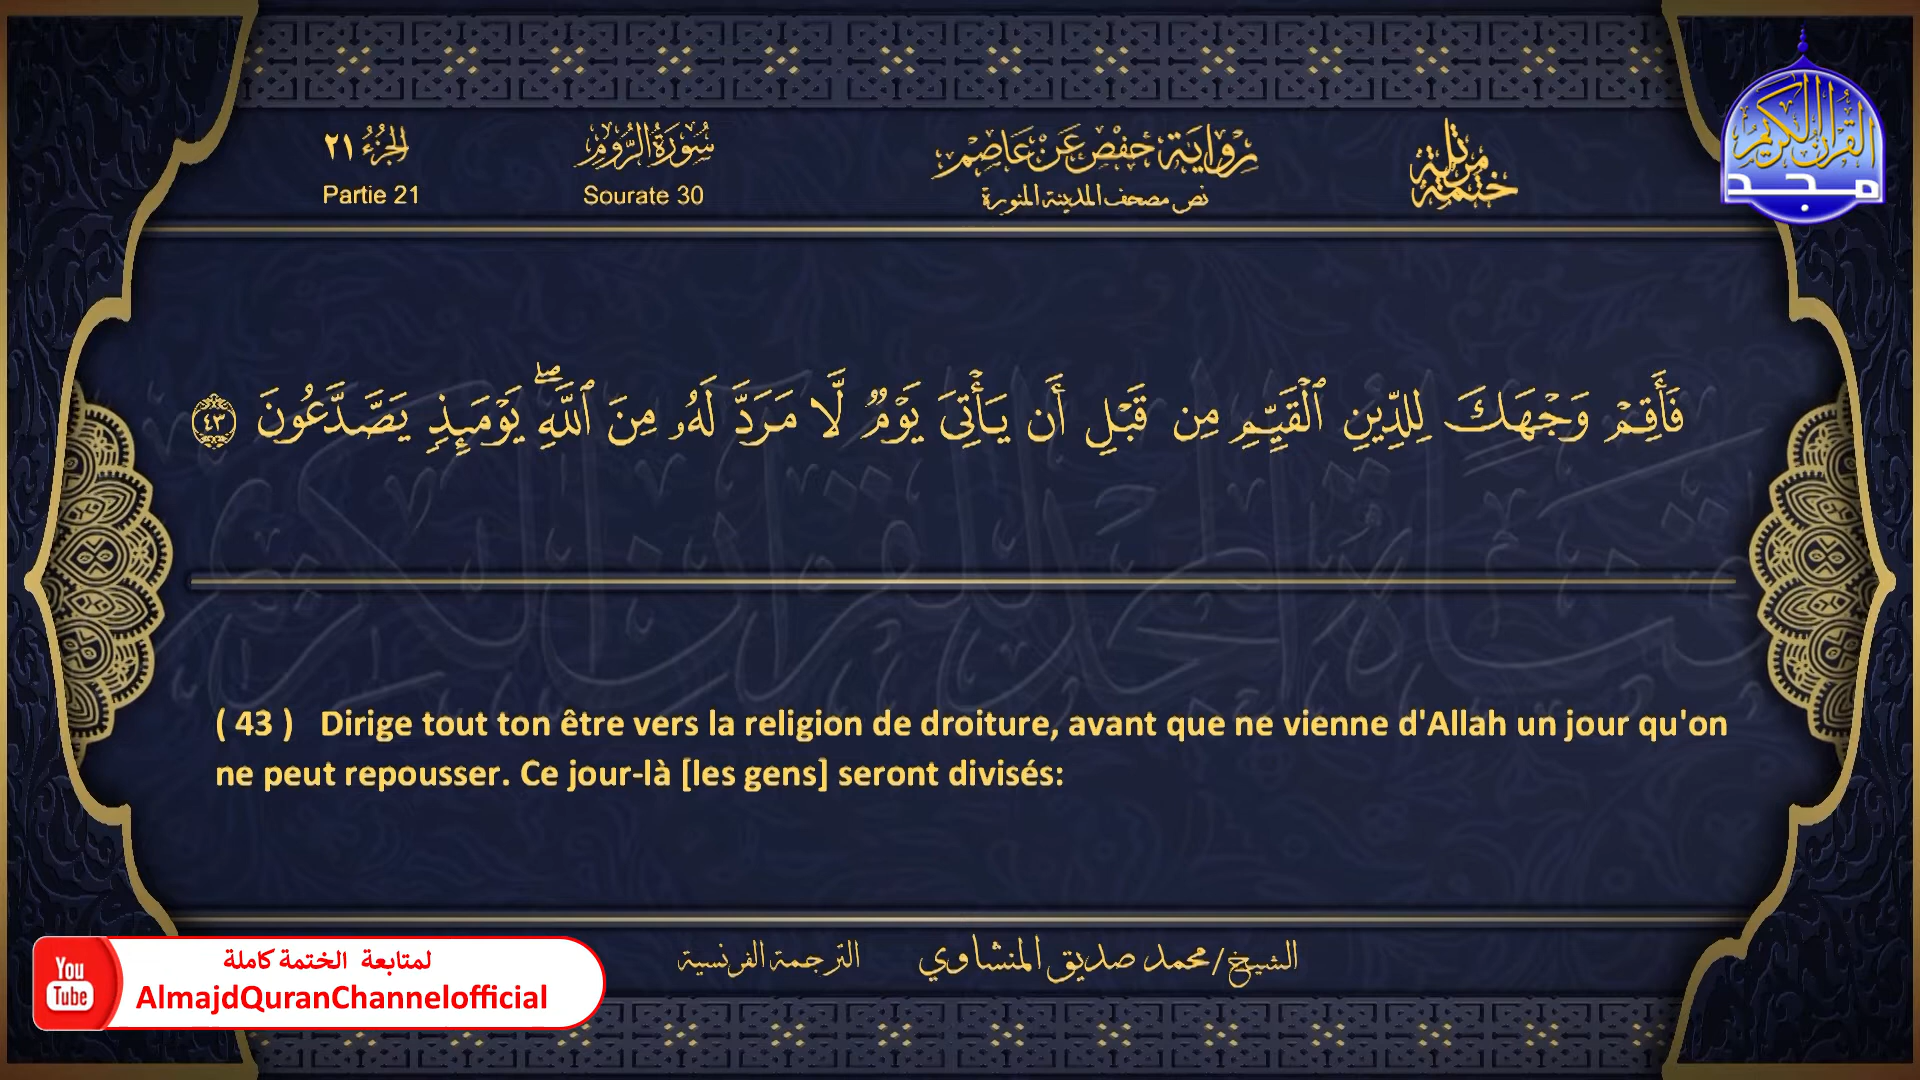 الجزء ٢١
Partie 21
سورة الروم
Sourate 30
رواية حفص عن عاصم
نص مصحف المدينة المنورة
ختمة مرتلة
القرآن الكريم
مجد
فَأَقِمْ وَجْهَكَ لِلدِّينِ ٱلْقَيِّمِ مِن قَبْلِ أَن يَأْتِىَ يَوْمٌ لَّا مَرَدَّ لَهُۥ مِنَ ٱللَّهِ ۖ يَوْمَئِذٍ يَصَّدَّعُونَ ٤٣
( 43 ) Dirige tout ton être vers la religion de droiture, avant que ne vienne d'Allah un jour qu'on
ne peut repousser. Ce jour-là [les gens] seront divisés:
الشيخ/محمد صديق المنشاوي
الترجمة الفرنسية
You
Tube
لمتابعة الختمة كاملة
AlmajdQuranChannelofficial